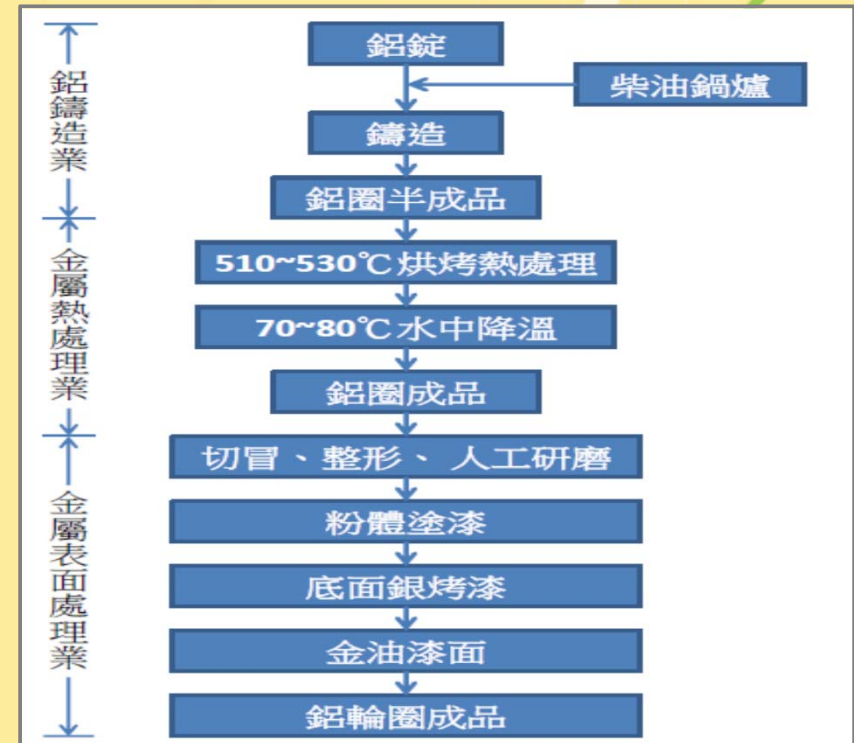 鋁錠
柴油鍋爐
鑄造
鋁圈半成品
510~530℃烘烤熱處理
70~80℃水中降溫
鋁圈成品
切冒、整形、人工研磨
粉體塗漆
底面銀烤漆
金油漆面
鋁輪圈成品
鋁鑄造業
金屬熱處理業
金屬表面處理業